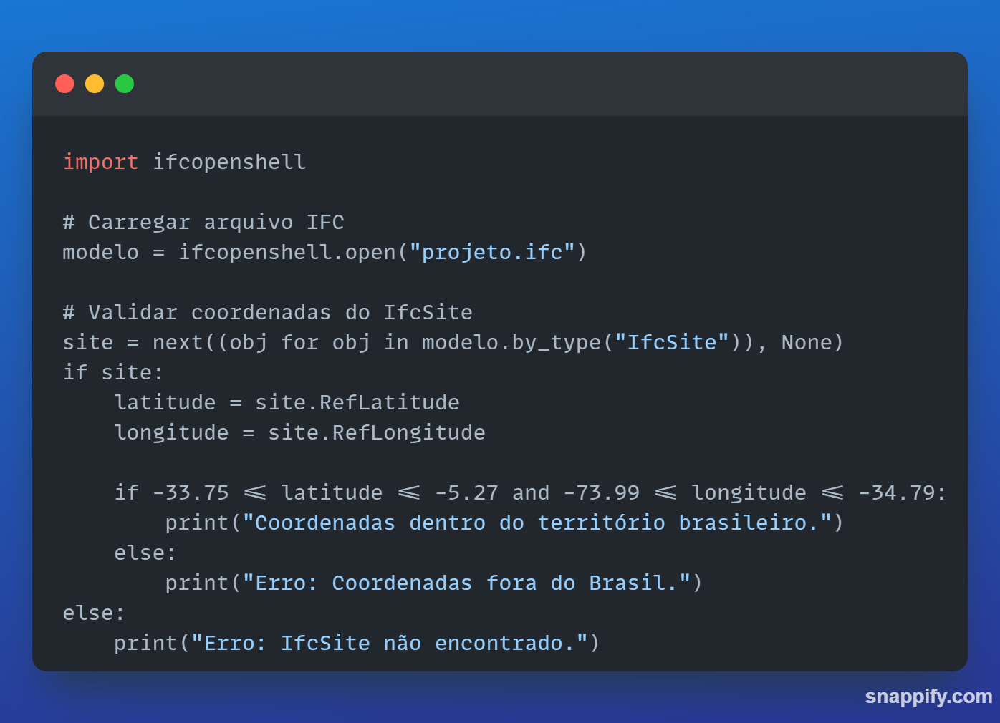 import ifcopenshell

# Carregar arquivo IFC
modelo = ifcopenshell.open("projeto.ifc")

# Validar coordenadas do IfcSite
site = next((obj for obj in modelo.by_type("IfcSite")), None)
if site:
    latitude = site.RefLatitude
    longitude = site.RefLongitude

    if -33.75 <= latitude <= -5.27 and -73.99 <= longitude <= -34.79:
        print("Coordenadas dentro do território brasileiro.")
    else:
        print("Erro: Coordenadas fora do Brasil.")
else:
    print("Erro: IfcSite não encontrado.")
snappify.com